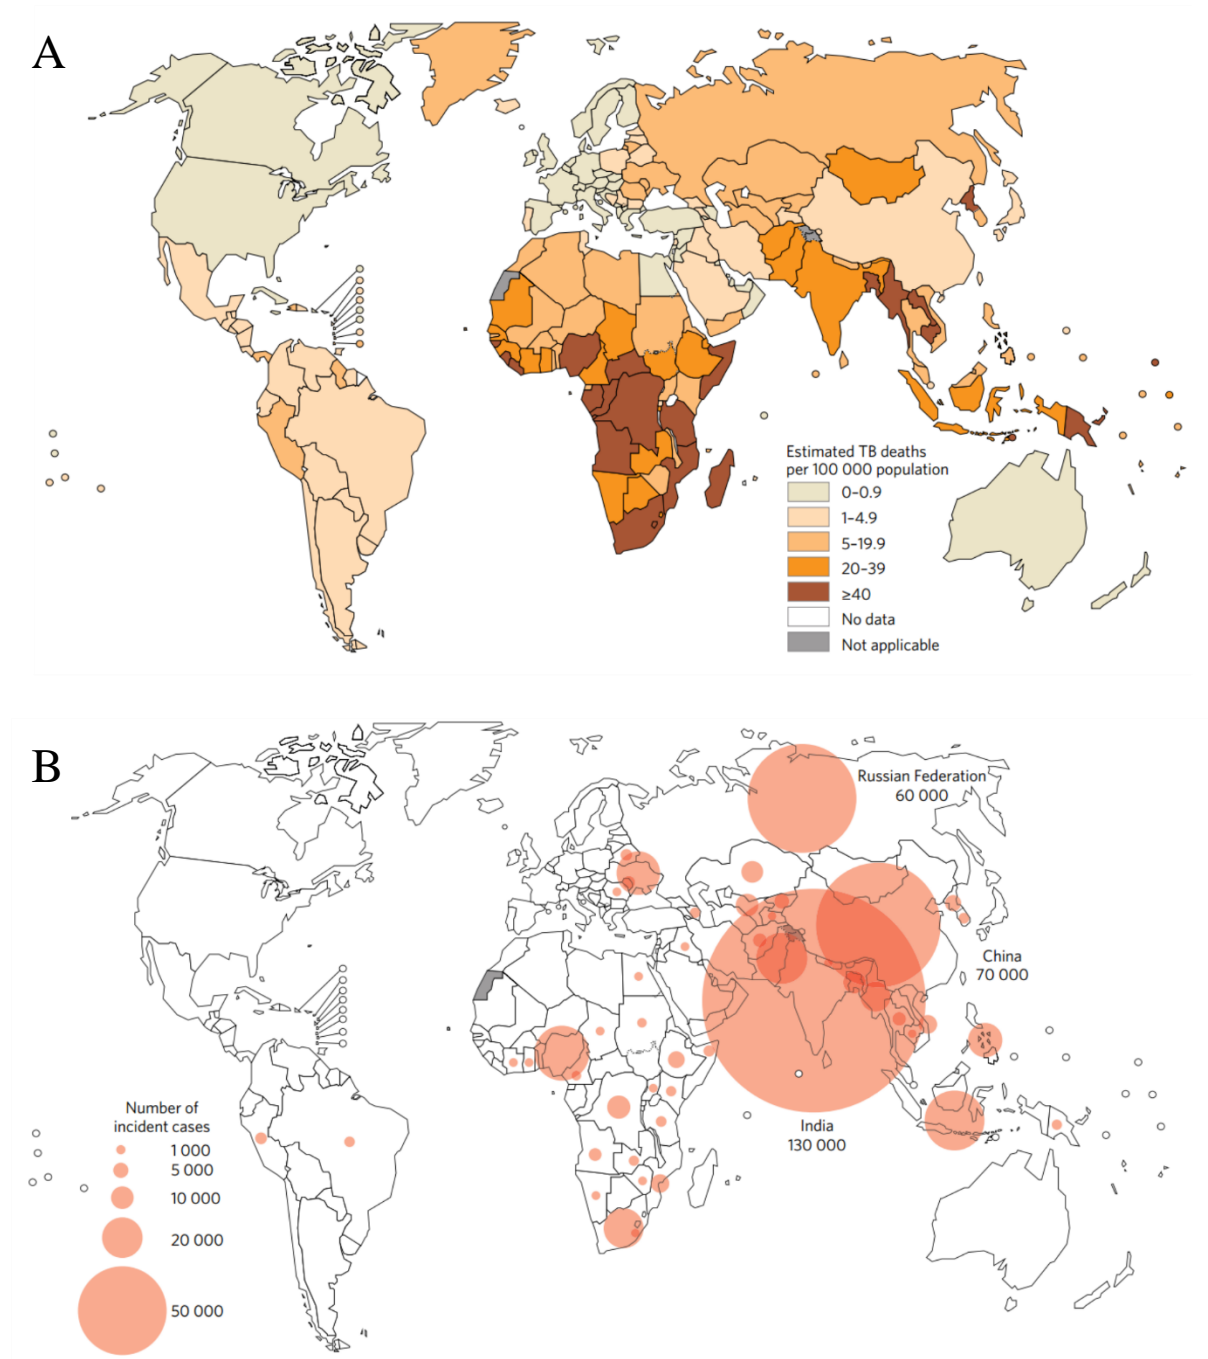 A
Estimated TB deaths
per 100 000 population
0–0.9
1–4.9
5–19.9
20–39
≥40
No data
Not applicable
B
Russian Federation
60 000
China
70 000
India
130 000
Number of
incident cases
1 000
5 000
10 000
20 000
50 000